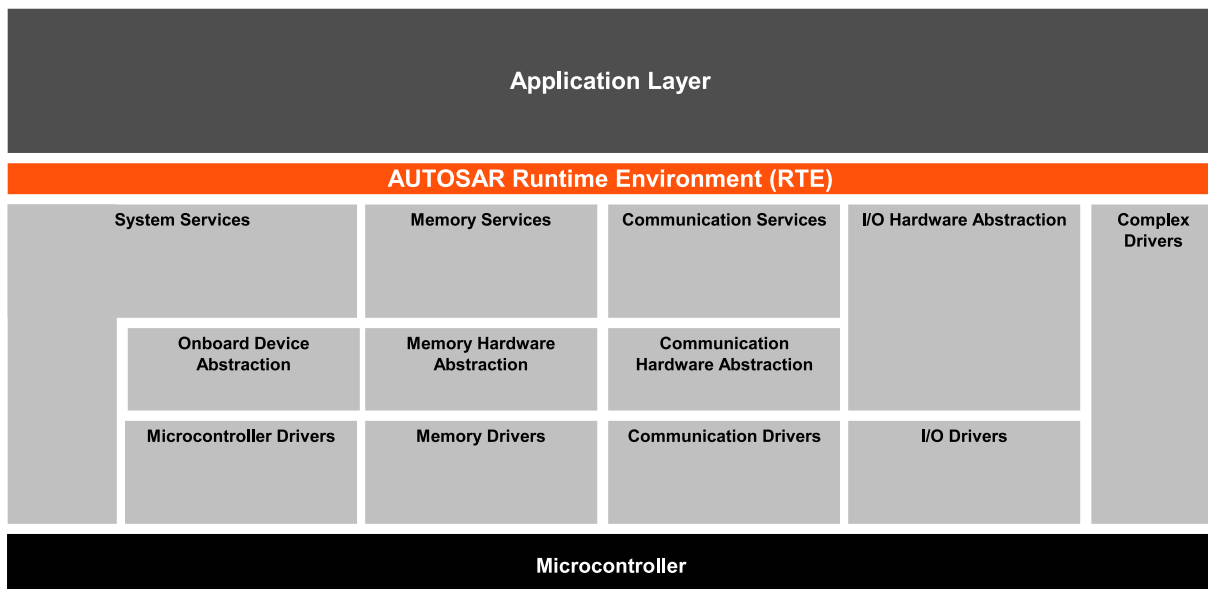 Application Layer
AUTOSAR Runtime Environment (RTE)
System Services
Memory Services
Communication Services
I/O Hardware Abstraction
Complex
Drivers
Onboard Device
Abstraction
Memory Hardware
Abstraction
Communication
Hardware Abstraction
Microcontroller Drivers
Memory Drivers
Communication Drivers
I/O Drivers
Microcontroller